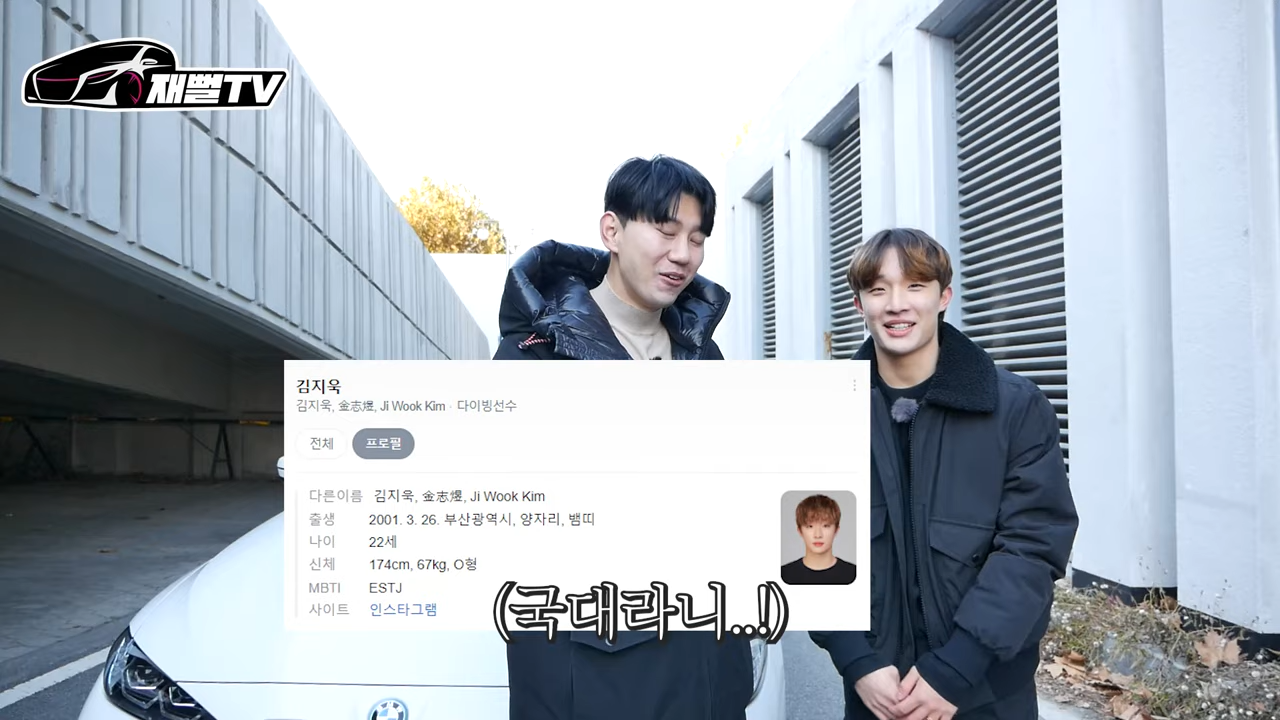 재뻘TV
김지욱
김지욱, 金志煜, Ji Wook Kim · 다이빙선수
전체 프로필
다른이름 김지욱, 金志煜, Ji Wook Kim
출생 2001. 3. 26. 부산광역시, 양자리, 뱀띠
나이 22세
신체 174cm, 67kg, O형
MBTI ESTJ
사이트 인스타그램
(국대라니..!)